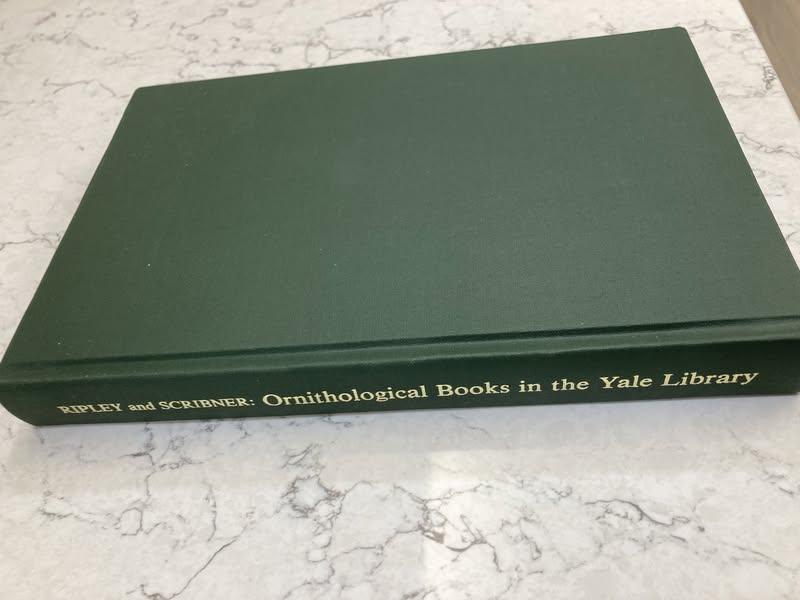 RIPLEY and SCRIBNER: Ornithological Books in the Yale Library